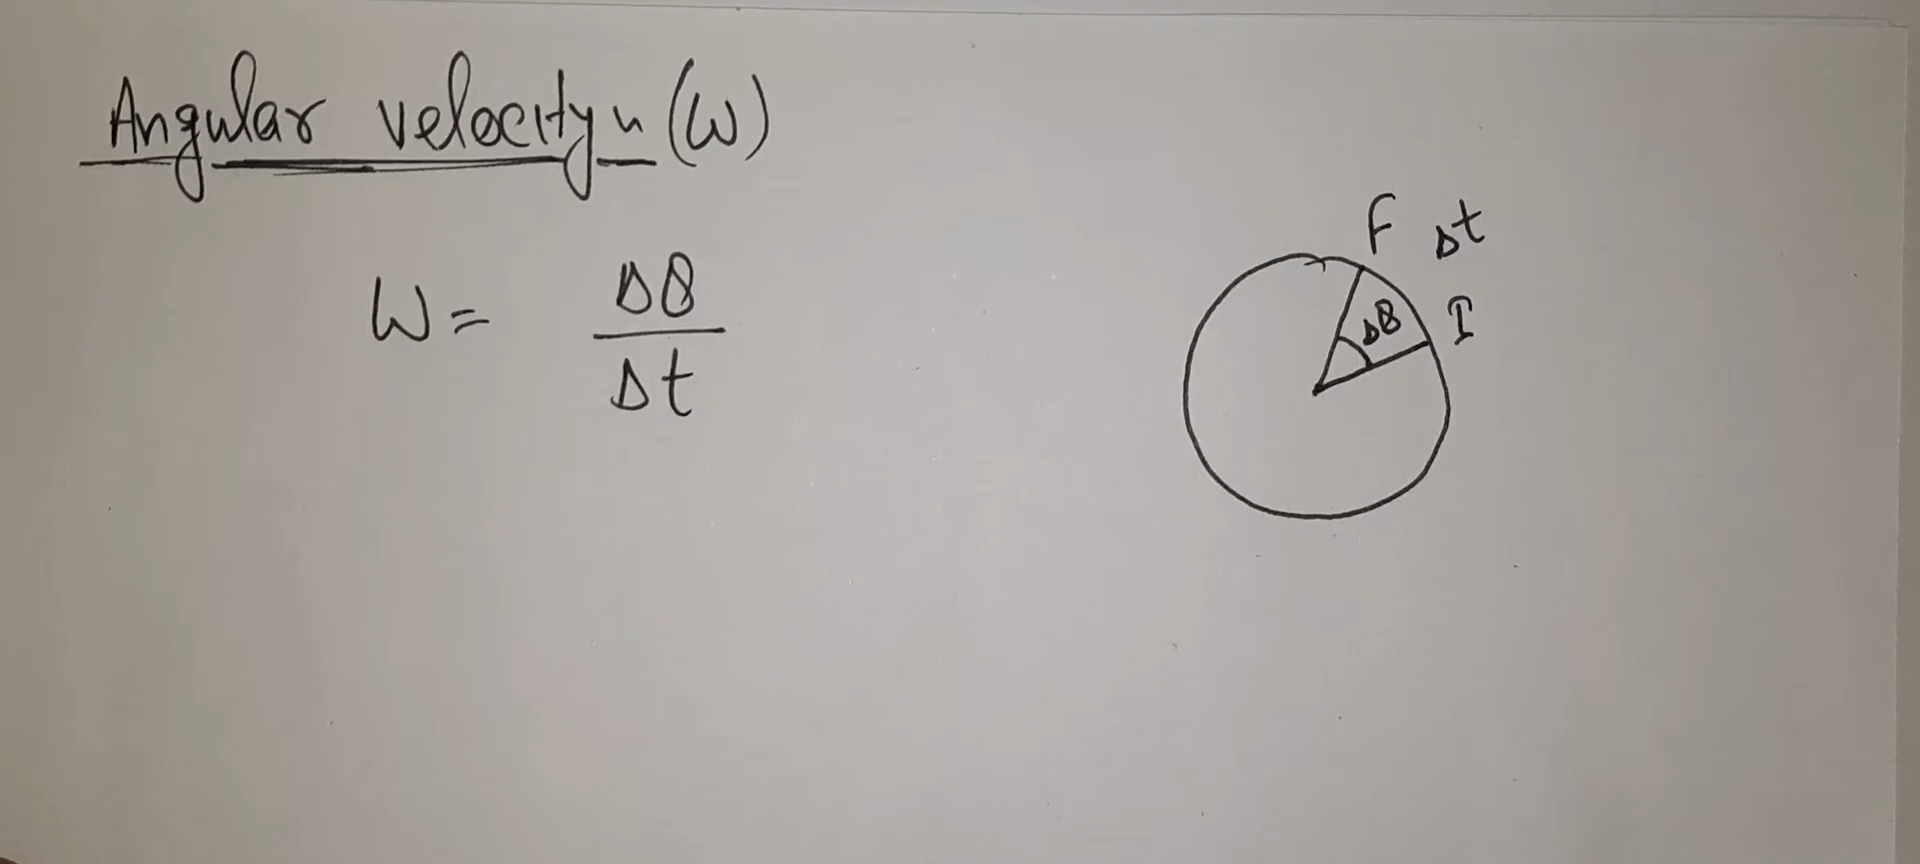 Angular velocity " (ω)
ω = Δθ
Δt
F Δt
Δθ I